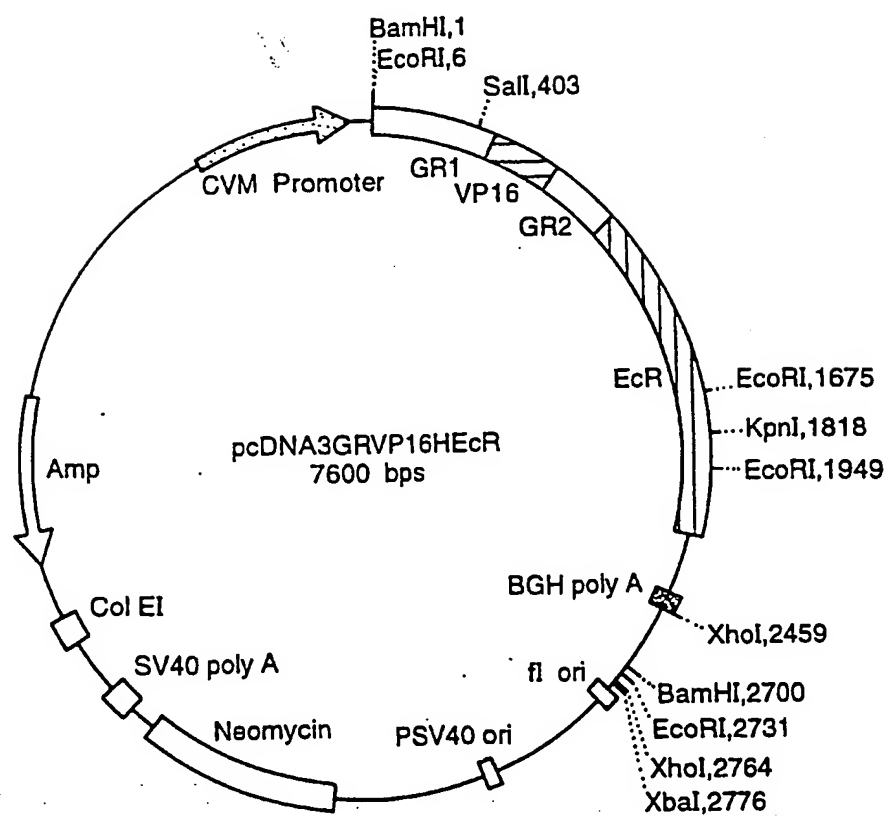 BamHI,1
EcoRI,6
SalI,403
CVM Promoter
GR1
VP16
GR2
EcR
EcoRI,1675
KpnI,1818
EcoRI,1949
pcDNA3GRVP16HEcR
7600 bps
Amp
BGH poly A
Col EI
XhoI,2459
SV40 poly A
fI ori
BamHI,2700
EcoRI,2731
Neomycin
PSV40 ori
XhoI,2764
XbaI,2776